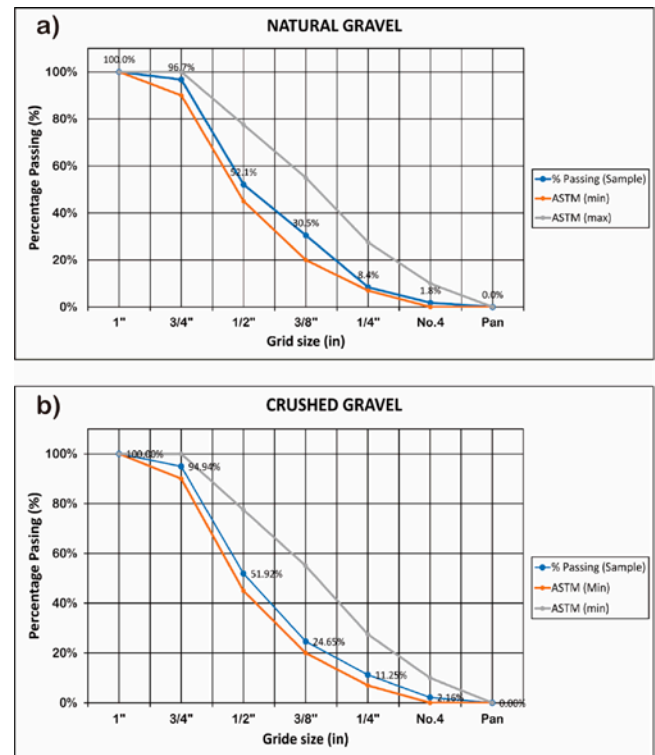 a)
NATURAL GRAVEL
100.0%
96.7%
52.1%
30.5%
8.4%
1.8%
0.0%
100%
80%
60%
40%
20%
0%
Percentage Passing (%)
1" 3/4" 1/2" 3/8" 1/4" No.4 Pan
Grid size (in)
% Passing (Sample)
ASTM (min)
ASTM (max)
b)
CRUSHED GRAVEL
100.00%
94.94%
51.92%
24.65%
11.25%
2.16%
0.00%
100%
80%
60%
40%
20%
0%
Percentage Pasing (%)
1" 3/4" 1/2" 3/8" 1/4" No.4 Pan
Gride size (in)
% Passing (Sample)
ASTM (Min)
ASTM (min)